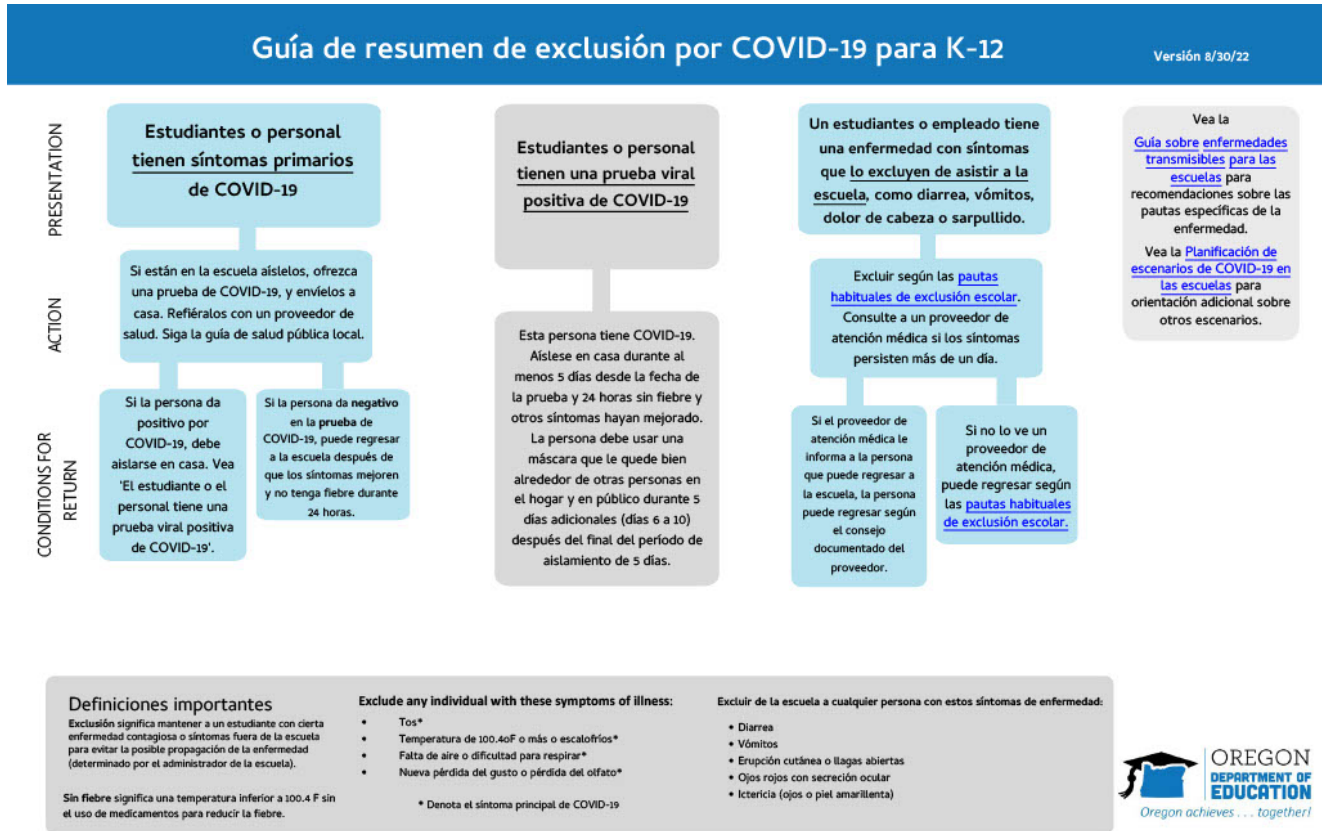 Guía de resumen de exclusión por COVID-19 para K-12
Versión 8/30/22
PRESENTATION
Estudiantes o personal
tienen síntomas primarios
de COVID-19
Estudiantes o personal
tienen una prueba viral
positiva de COVID-19
Un estudiantes o empleado tiene
una enfermedad con síntomas
que lo excluyen de asistir a la
escuela, como diarrea, vómitos,
dolor de cabeza o sarpullido.
Vea la
Guía sobre enfermedades
transmisibles para las
escuelas para
recomendaciones sobre las
pautas específicas de la
enfermedad.
Vea la Planificación de
escenarios de COVID-19 en
las escuelas para
orientación adicional sobre
otros escenarios.
ACTION
Si están en la escuela aíslelos, ofrezca
una prueba de COVID-19, y envíelos a
casa. Refiéralos con un proveedor de
salud. Siga la guía de salud pública local.
Esta persona tiene COVID-19.
Aíslese en casa durante al
menos 5 días desde la fecha de
la prueba y 24 horas sin fiebre y
otros síntomas hayan mejorado.
La persona debe usar una
máscara que le quede bien
alrededor de otras personas en
el hogar y en público durante 5
días adicionales (días 6 a 10)
después del final del período de
aislamiento de 5 días.
Excluir según las pautas
habituales de exclusión escolar.
Consulte a un proveedor de
atención médica si los síntomas
persisten más de un día.
CONDITIONS FOR
RETURN
Si la persona da
positivo por
COVID-19, debe
aislarse en casa. Vea
'El estudiante o el
personal tiene una
prueba viral positiva
de COVID-19'.
Si la persona da negativo
en la prueba de
COVID-19, puede regresar
a la escuela después de
que los síntomas mejoren
y no tenga fiebre durante
24 horas.
Si el proveedor de
atención médica le
informa a la persona
que puede regresar a
la escuela, la persona
puede regresar según
el consejo
documentado del
proveedor.
Si no lo ve un
proveedor de
atención médica,
puede regresar según
las pautas habituales
de exclusión escolar.
Definiciones importantes
Exclusión significa mantener a un estudiante con cierta
enfermedad contagiosa o síntomas fuera de la escuela
para evitar la posible propagación de la enfermedad
(determinado por el administrador de la escuela).
Sin fiebre significa una temperatura inferior a 100.4 F sin
el uso de medicamentos para reducir la fiebre.
Exclude any individual with these symptoms of illness:
• Tos*
• Temperatura de 100.4oF o más o escalofríos*
• Falta de aire o dificultad para respirar*
• Nueva pérdida del gusto o pérdida del olfato*
* Denota el síntoma principal de COVID-19
Excluir de la escuela a cualquier persona con estos síntomas de enfermedad:
• Diarrea
• Vómitos
• Erupción cutánea o llagas abiertas
• Ojos rojos con secreción ocular
• Ictericia (ojos o piel amarillenta)
OREGON
DEPARTMENT OF
EDUCATION
Oregon achieves . . . together!